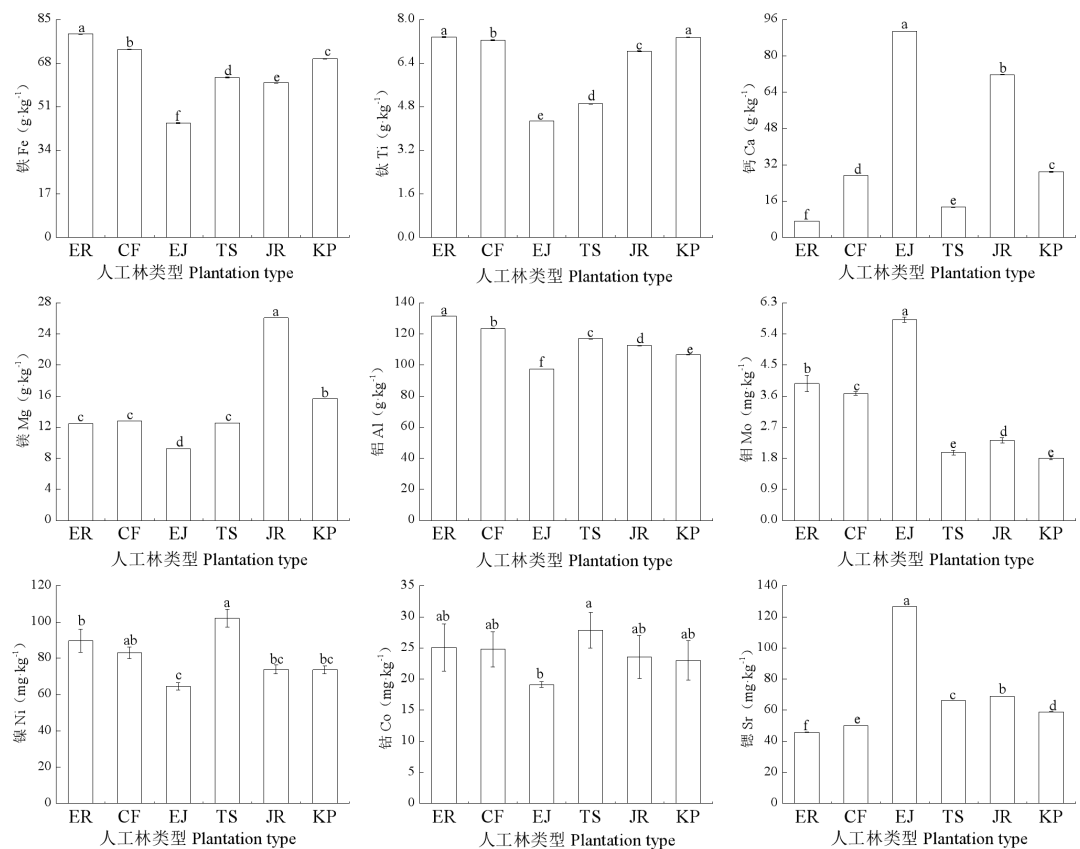 85
68
51
34
17
0
铁 Fe（g·kg⁻¹）
a
b
f
d
e
c
ER CF EJ TS JR KP
人工林类型 Plantation type
8.0
6.4
4.8
3.2
1.6
0.0
钛 Ti（g·kg⁻¹）
a
b
e
d
c
a
ER CF EJ TS JR KP
人工林类型 Plantation type
96
80
64
48
32
16
0
钙 Ca（g·kg⁻¹）
f
d
a
e
b
c
ER CF EJ TS JR KP
人工林类型 Plantation type
28
24
20
16
12
8
4
0
镁 Mg（g·kg⁻¹）
c
c
d
c
a
b
ER CF EJ TS JR KP
人工林类型 Plantation type
140
120
100
80
60
40
20
0
铝 Al（g·kg⁻¹）
a
b
f
c
d
e
ER CF EJ TS JR KP
人工林类型 Plantation type
6.3
5.4
4.5
3.6
2.7
1.8
0.9
0.0
钼 Mo（mg·kg⁻¹）
b
c
a
e
d
e
ER CF EJ TS JR KP
人工林类型 Plantation type
120
100
80
60
40
20
0
镍 Ni（mg·kg⁻¹）
b
ab
c
a
bc
bc
ER CF EJ TS JR KP
人工林类型 Plantation type
35
30
25
20
15
10
5
0
钴 Co（mg·kg⁻¹）
ab
ab
b
a
ab
ab
ER CF EJ TS JR KP
人工林类型 Plantation type
140
120
100
80
60
40
20
0
锶 Sr（mg·kg⁻¹）
f
e
a
c
b
d
ER CF EJ TS JR KP
人工林类型 Plantation type